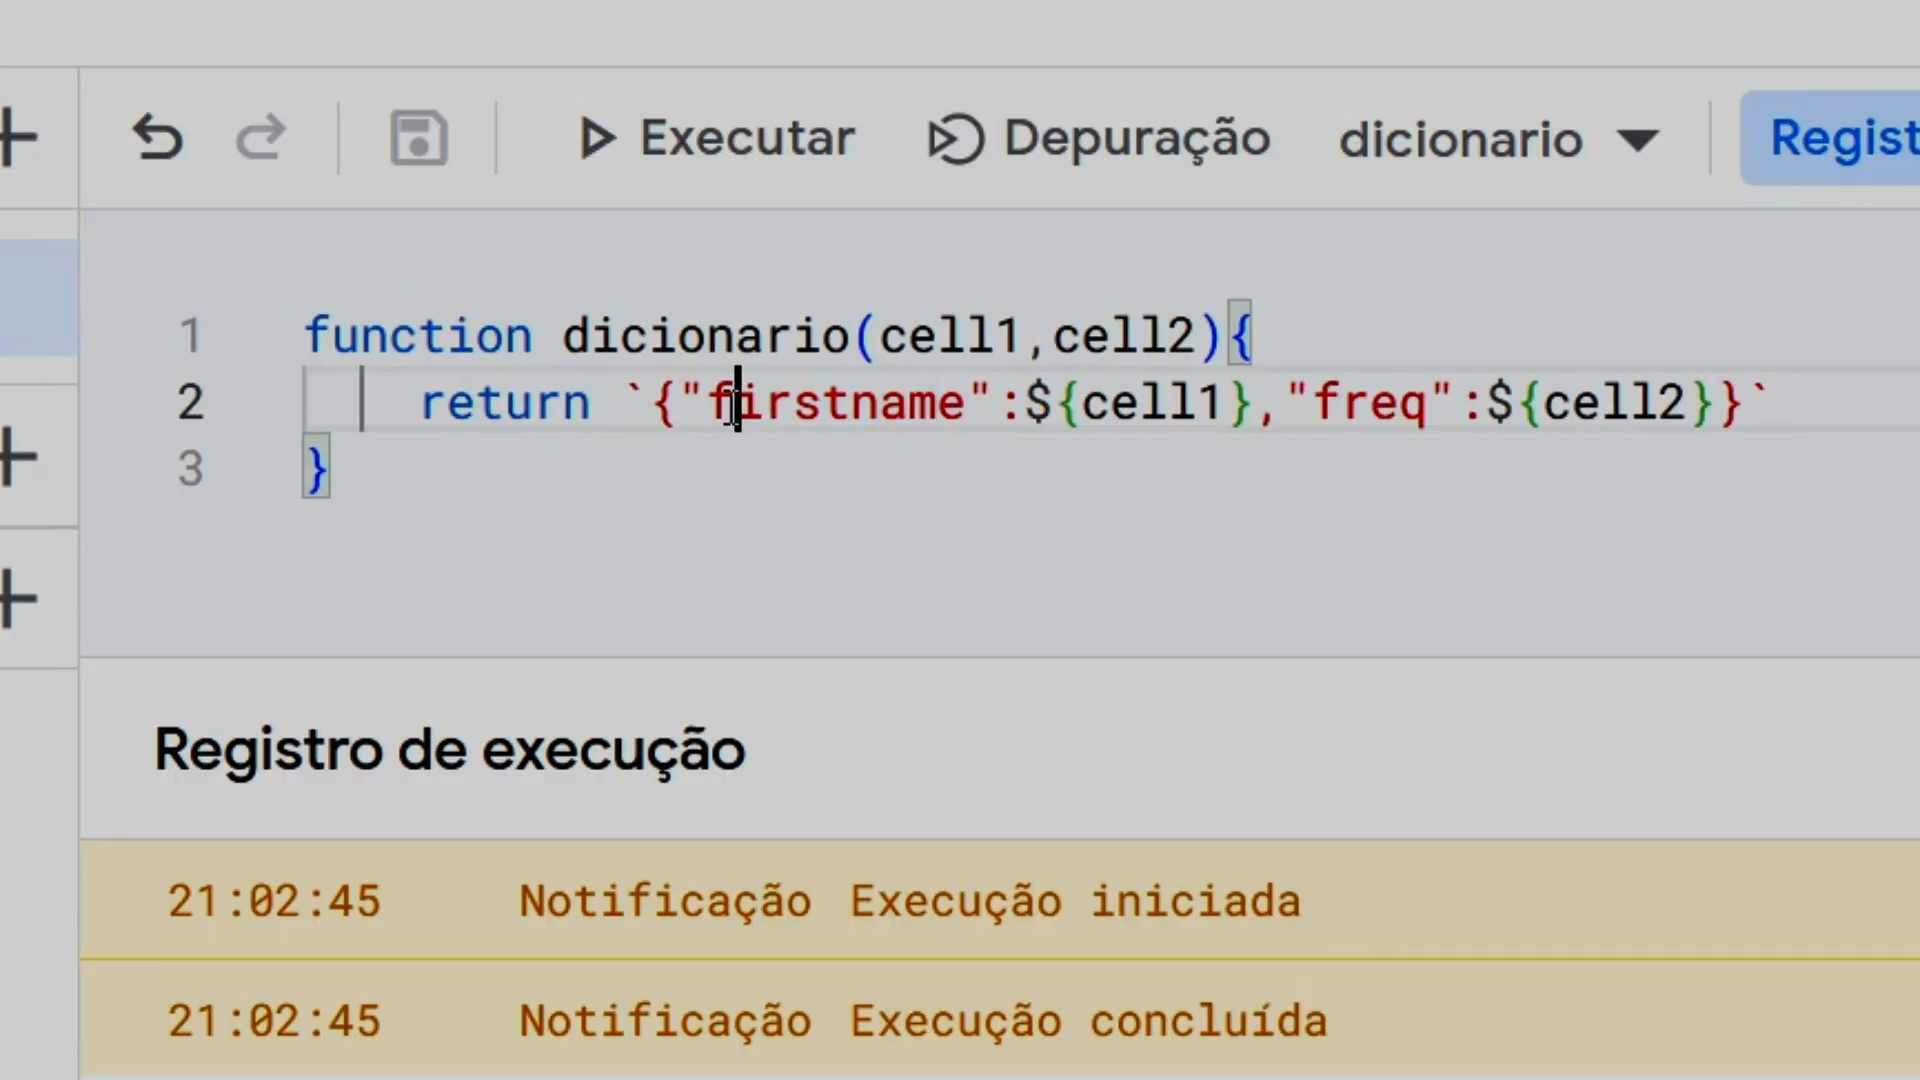 Executar Depuração dicionario Regist
1 function dicionario(cell1,cell2){
2 return `{"firstname":${cell1},"freq":${cell2}}`
3 }
Registro de execução
21:02:45 Notificação Execução iniciada
21:02:45 Notificação Execução concluída